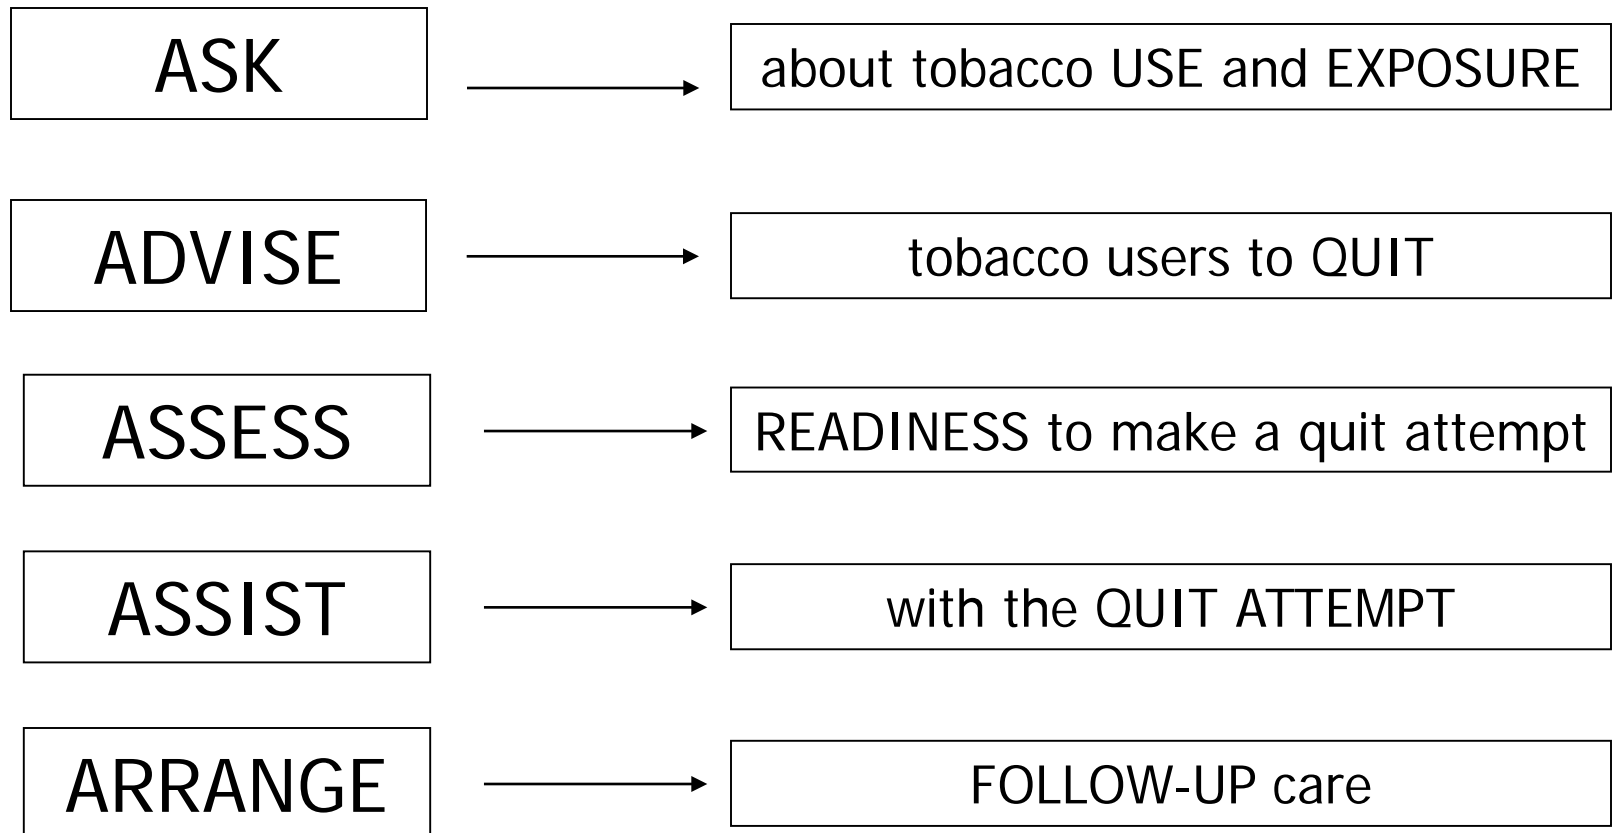 ASK
about tobacco USE and EXPOSURE
ADVISE
tobacco users to QUIT
ASSESS
READINESS to make a quit attempt
ASSIST
with the QUIT ATTEMPT
ARRANGE
FOLLOW-UP care